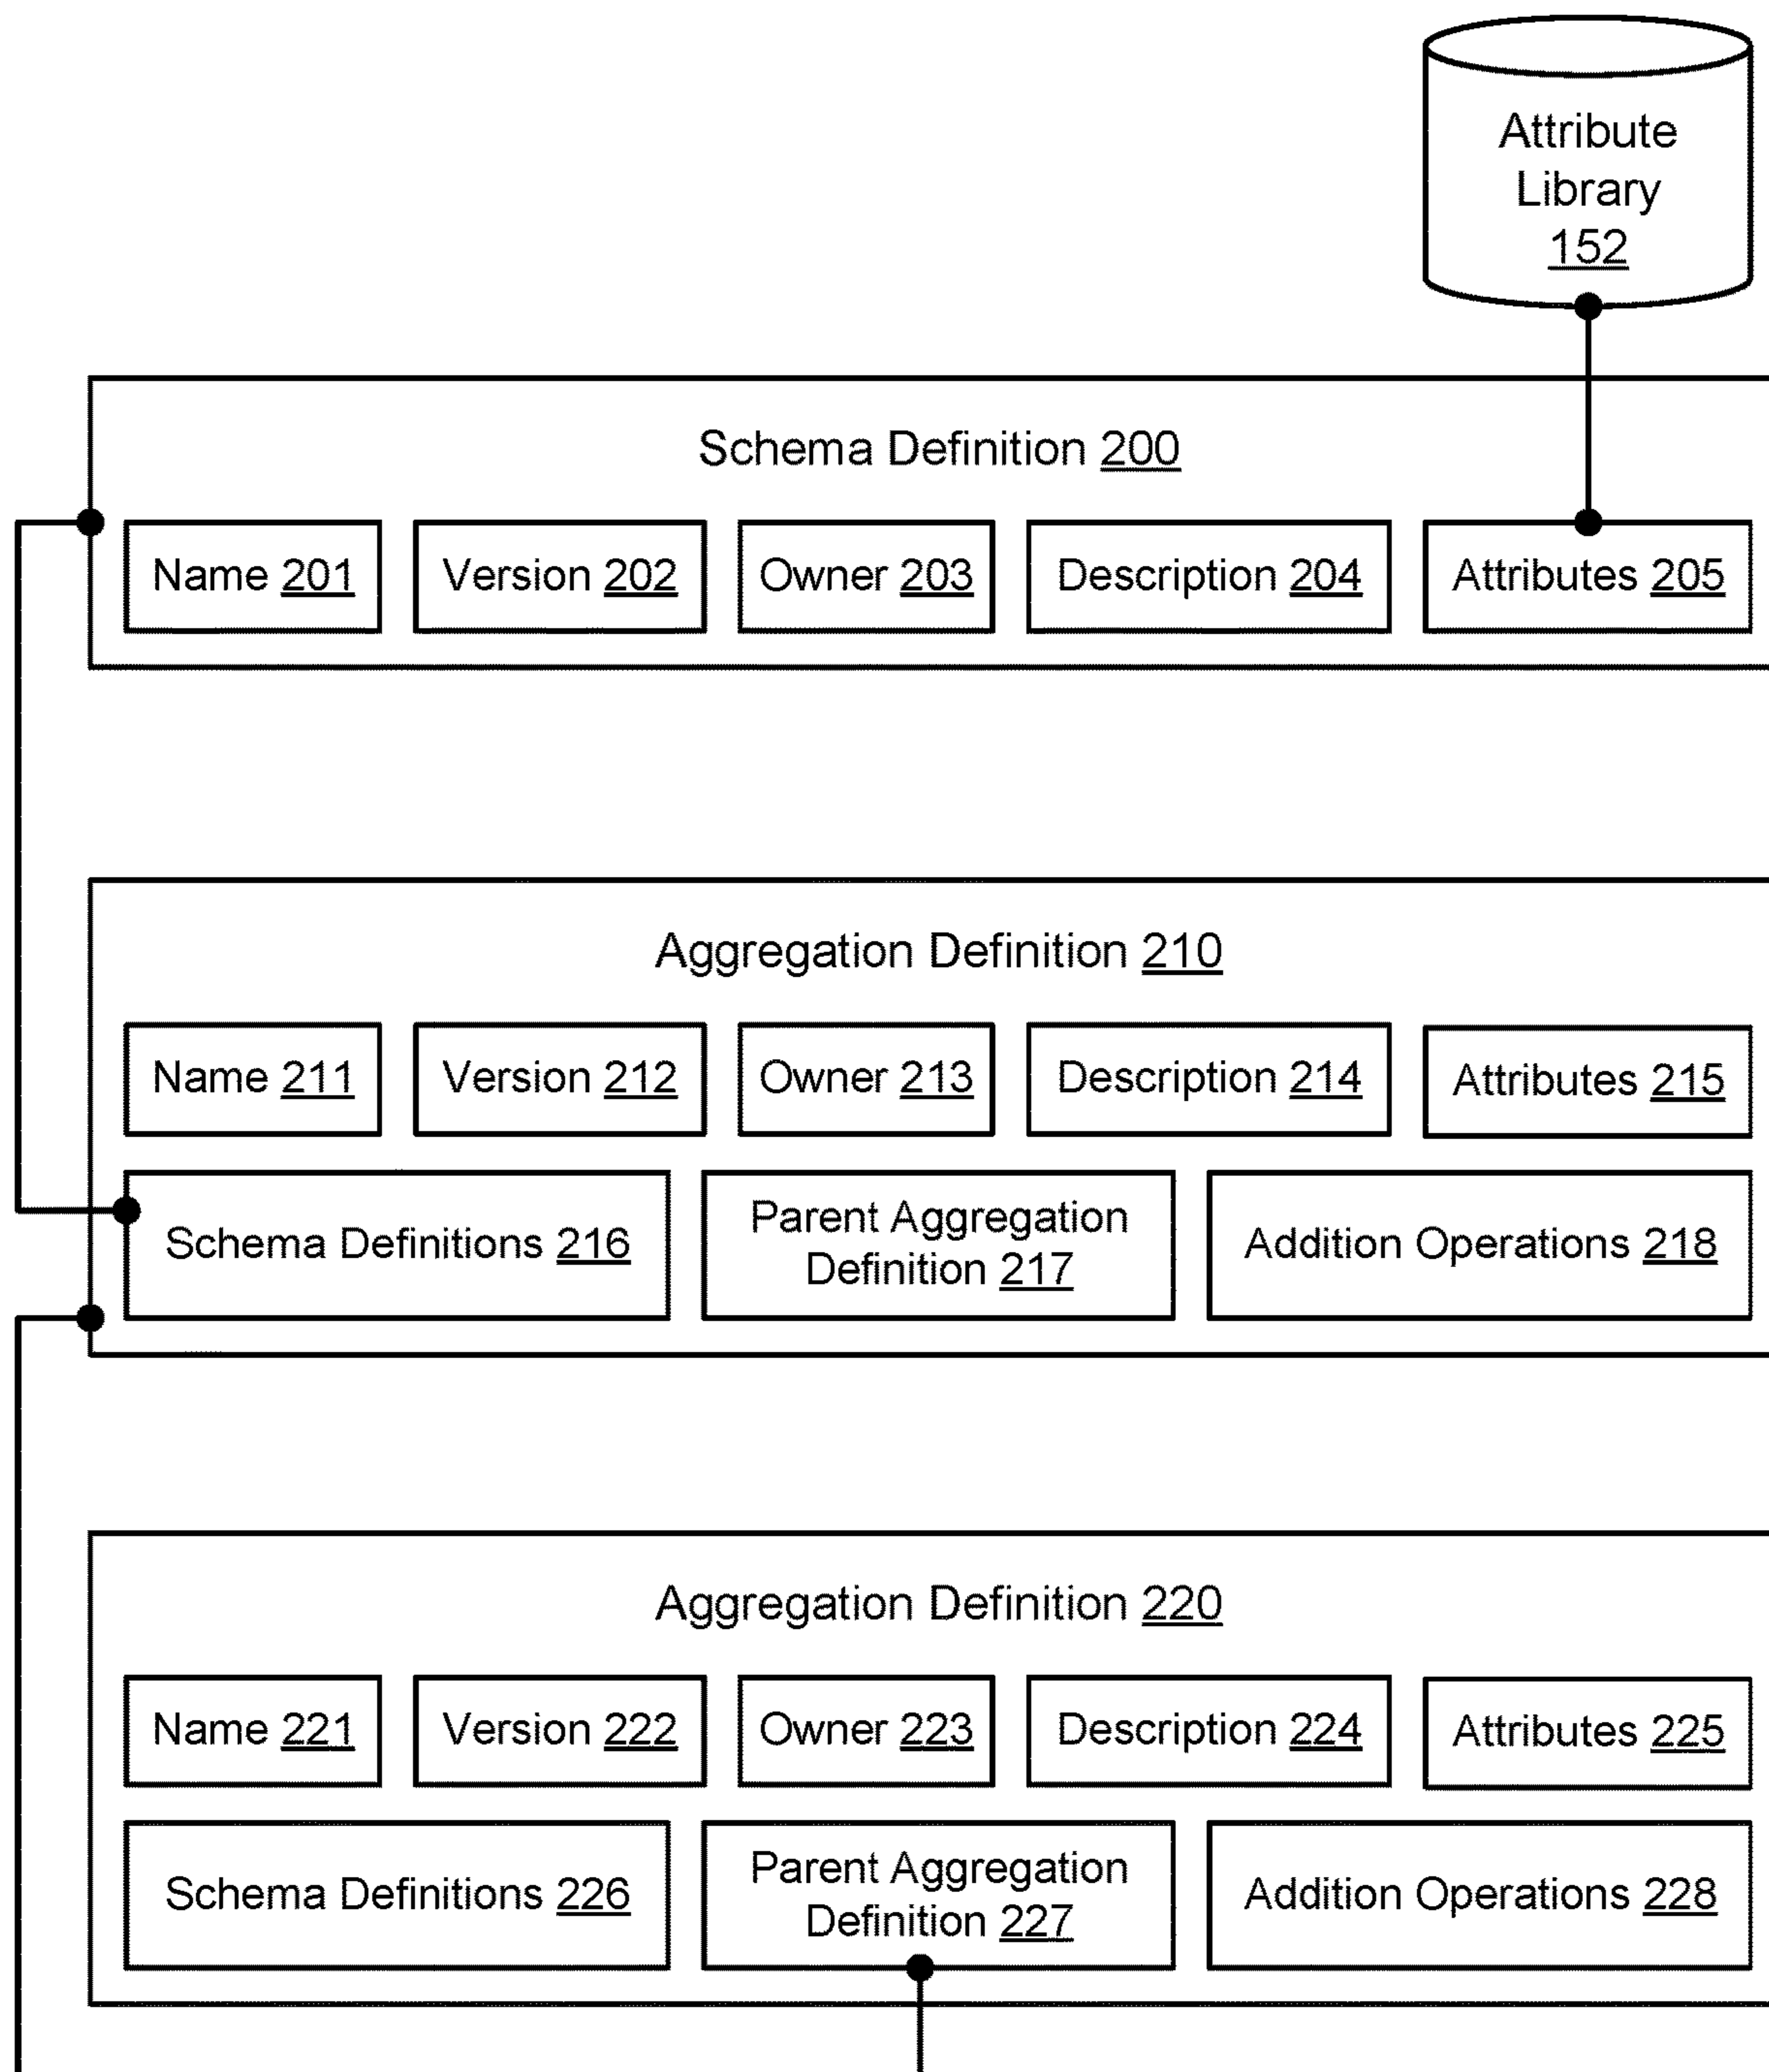 Attribute
Library
152
Schema Definition 200
Name 201
Version 202
Owner 203
Description 204
Attributes 205
Aggregation Definition 210
Name 211
Version 212
Owner 213
Description 214
Attributes 215
Schema Definitions 216
Parent Aggregation
Definition 217
Addition Operations 218
Aggregation Definition 220
Name 221
Version 222
Owner 223
Description 224
Attributes 225
Schema Definitions 226
Parent Aggregation
Definition 227
Addition Operations 228